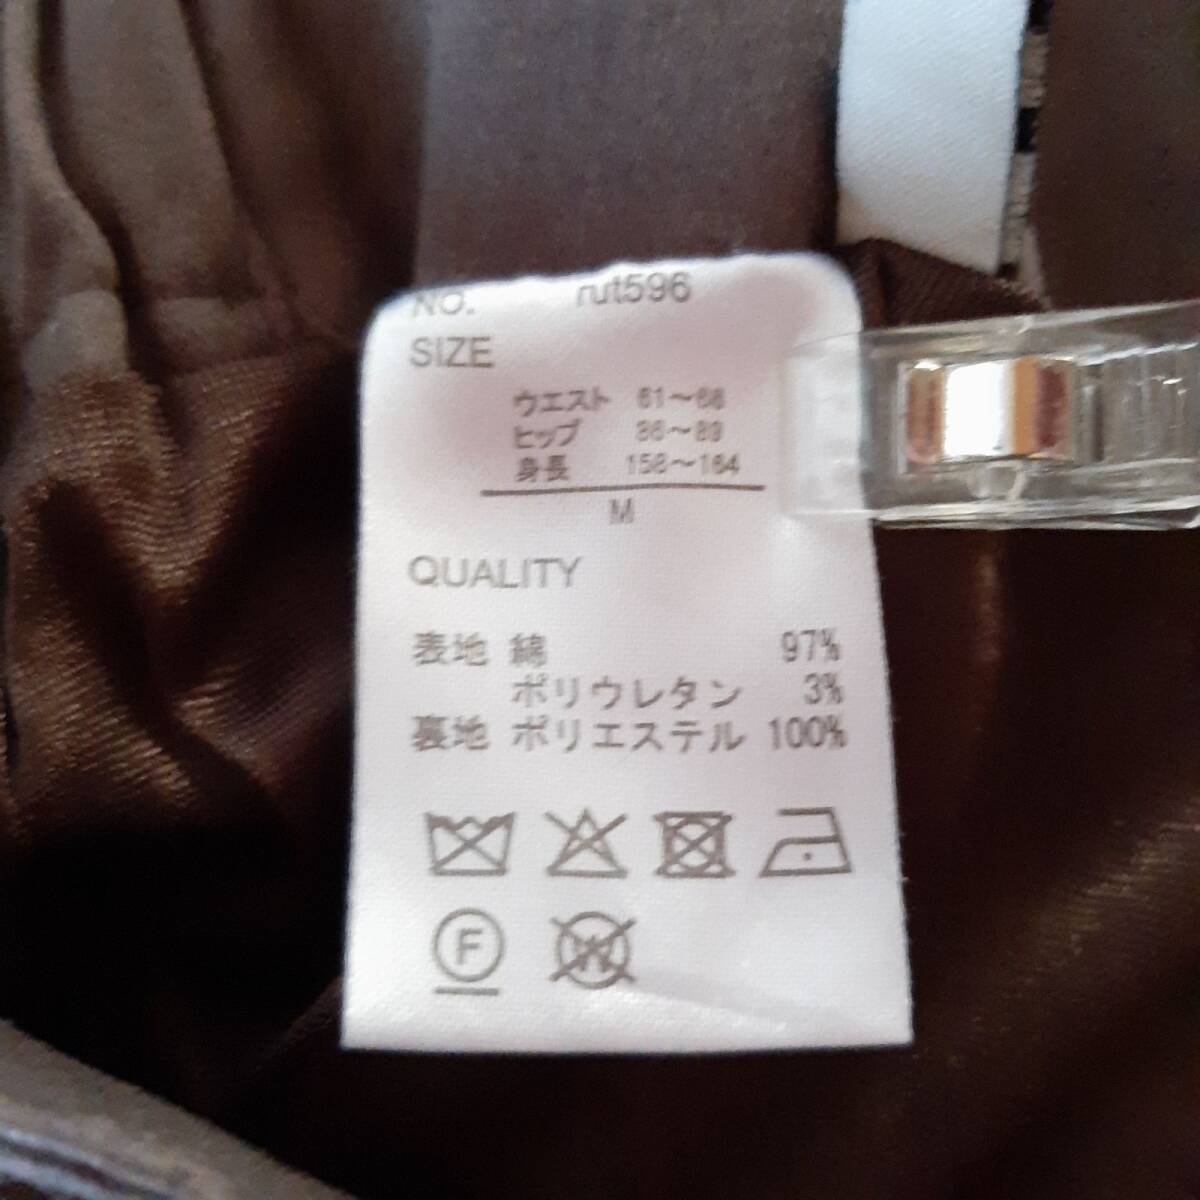 NO. rut596
SIZE
ウエスト 61～68
ヒップ 86～89
身長 158～164
M
QUALITY
表地 綿 97%
ポリウレタン 3%
裏地 ポリエステル 100%
F W